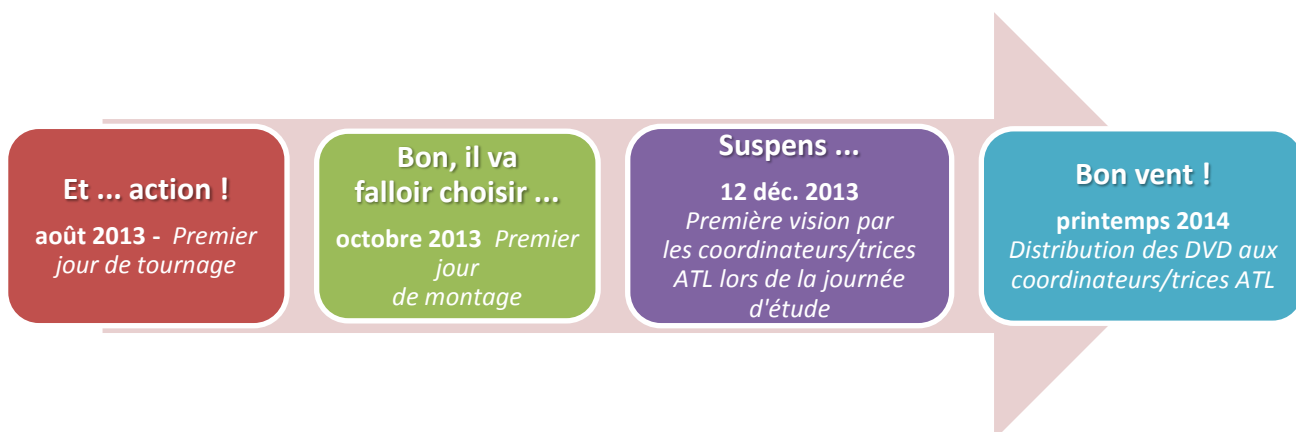 Et ... action !
août 2013 - Premier
jour de tournage
Bon, il va
falloir choisir ...
octobre 2013 Premier
jour
de montage
Suspens ...
12 déc. 2013
Première vision par
les coordinateurs/trices
ATL lors de la journée
d'étude
Bon vent !
printemps 2014
Distribution des DVD aux
coordinateurs/trices ATL